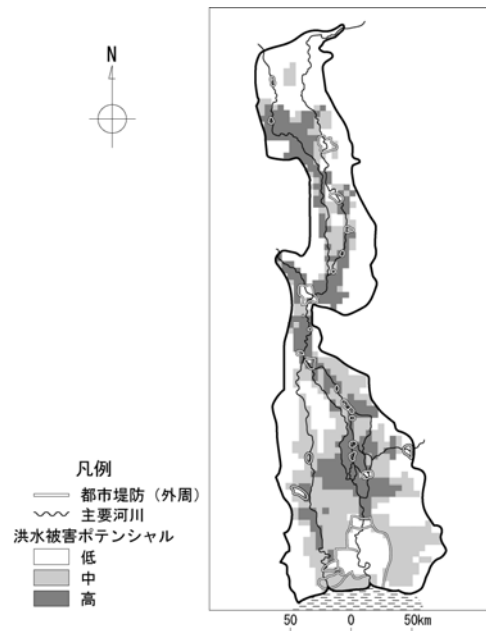 N
凡例
都市堤防（外周）
主要河川
洪水被害ポテンシャル
低
中
高
50 0 50km